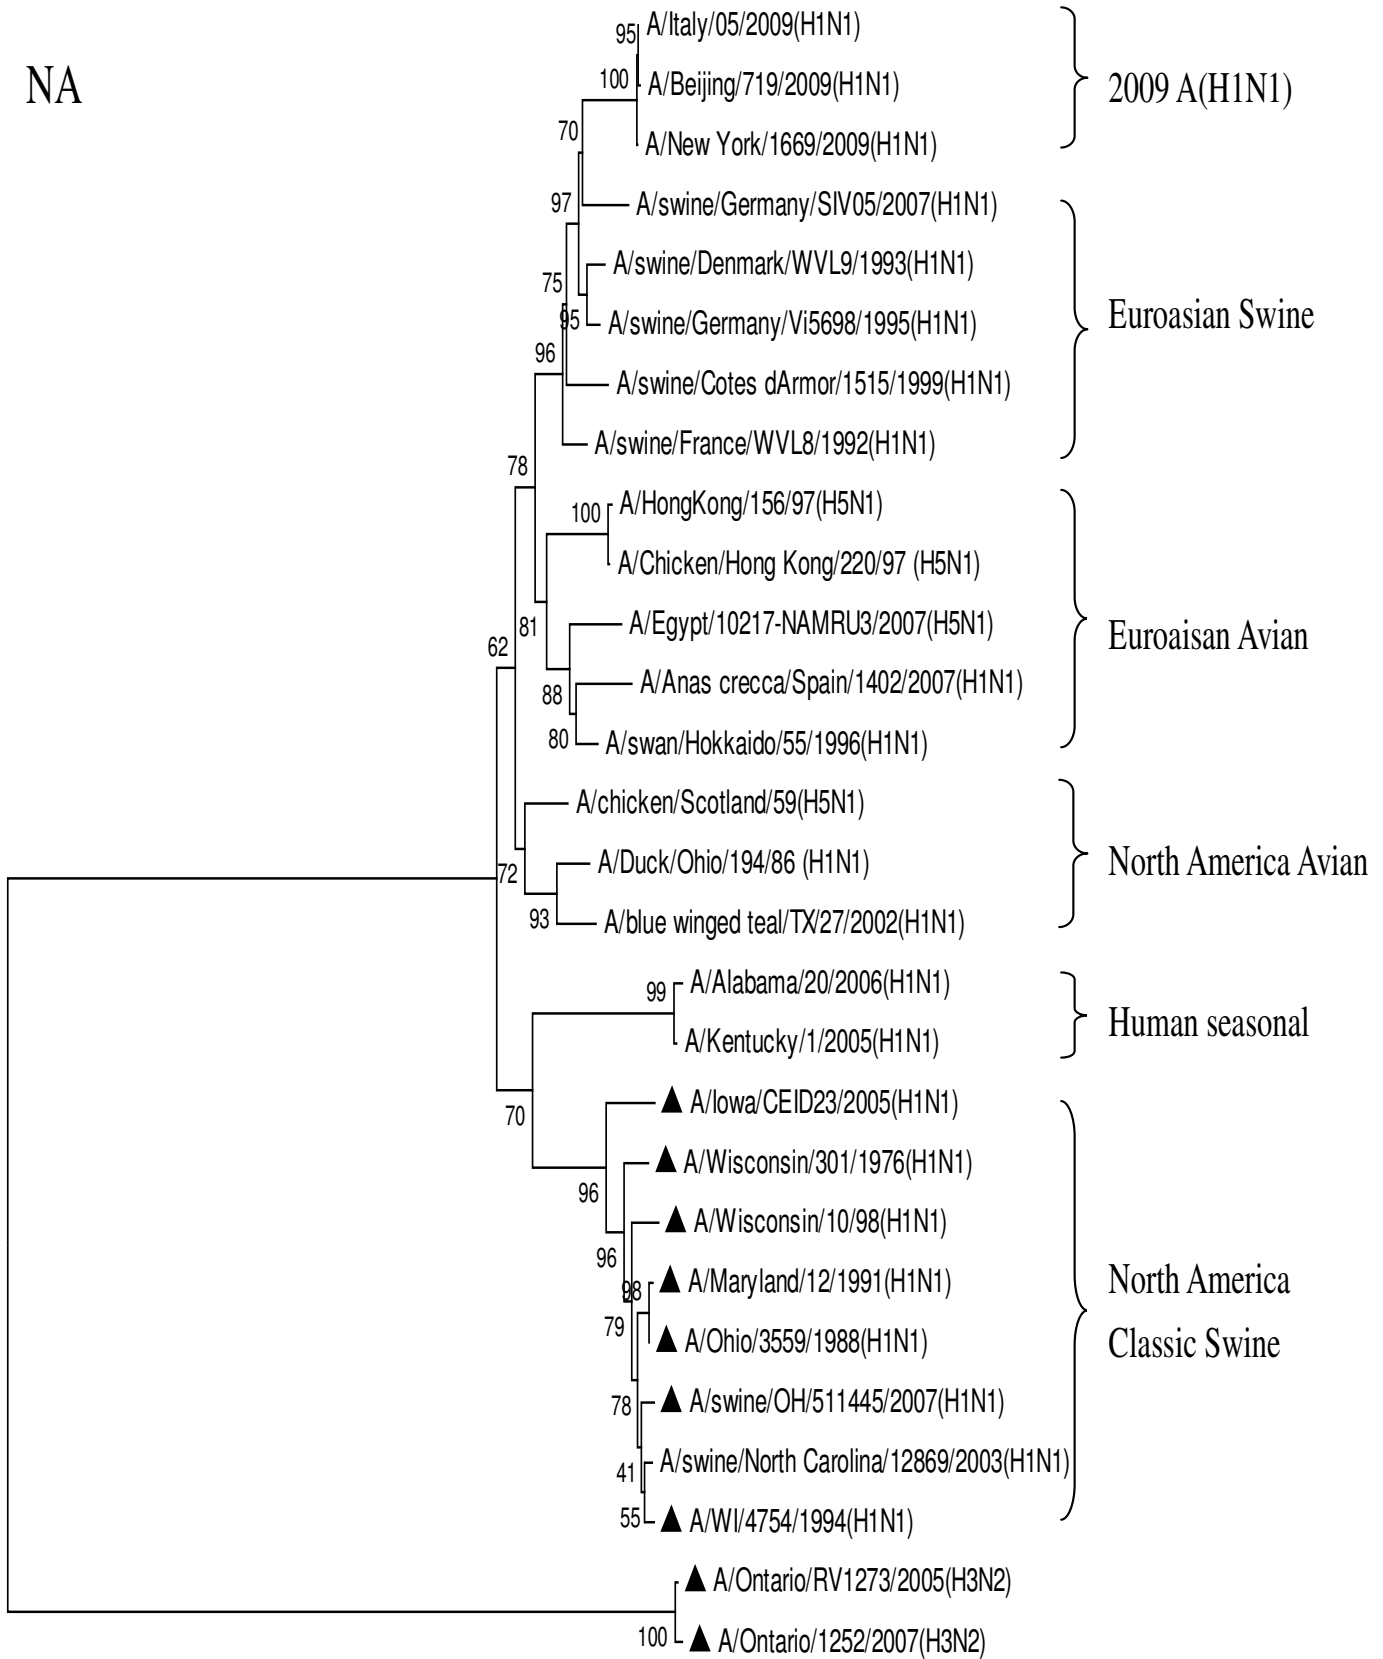 NA
95
A/Italy/05/2009(H1N1)
100
A/Beijing/719/2009(H1N1)
A/New York/1669/2009(H1N1)
2009 A(H1N1)
70
97
A/swine/Germany/SIV05/2007(H1N1)
A/swine/Denmark/WVL9/1993(H1N1)
75
95
A/swine/Germany/Vi5698/1995(H1N1)
Euroasian Swine
96
A/swine/Cotes dArmor/1515/1999(H1N1)
A/swine/France/WVL8/1992(H1N1)
78
100
A/HongKong/156/97(H5N1)
A/Chicken/Hong Kong/220/97 (H5N1)
81
A/Egypt/10217-NAMRU3/2007(H5N1)
Euroaisan Avian
62
88
A/Anas crecca/Spain/1402/2007(H1N1)
80
A/swan/Hokkaido/55/1996(H1N1)
A/chicken/Scotland/59(H5N1)
72
A/Duck/Ohio/194/86 (H1N1)
North America Avian
93
A/blue winged teal/TX/27/2002(H1N1)
99
A/Alabama/20/2006(H1N1)
A/Kentucky/1/2005(H1N1)
Human seasonal
70
A/Iowa/CEID23/2005(H1N1)
A/Wisconsin/301/1976(H1N1)
96
A/Wisconsin/10/98(H1N1)
96
98
A/Maryland/12/1991(H1N1)
North America
Classic Swine
79
A/Ohio/3559/1988(H1N1)
78
A/swine/OH/511445/2007(H1N1)
41
A/swine/North Carolina/12869/2003(H1N1)
55
A/WI/4754/1994(H1N1)
A/Ontario/RV1273/2005(H3N2)
100
A/Ontario/1252/2007(H3N2)